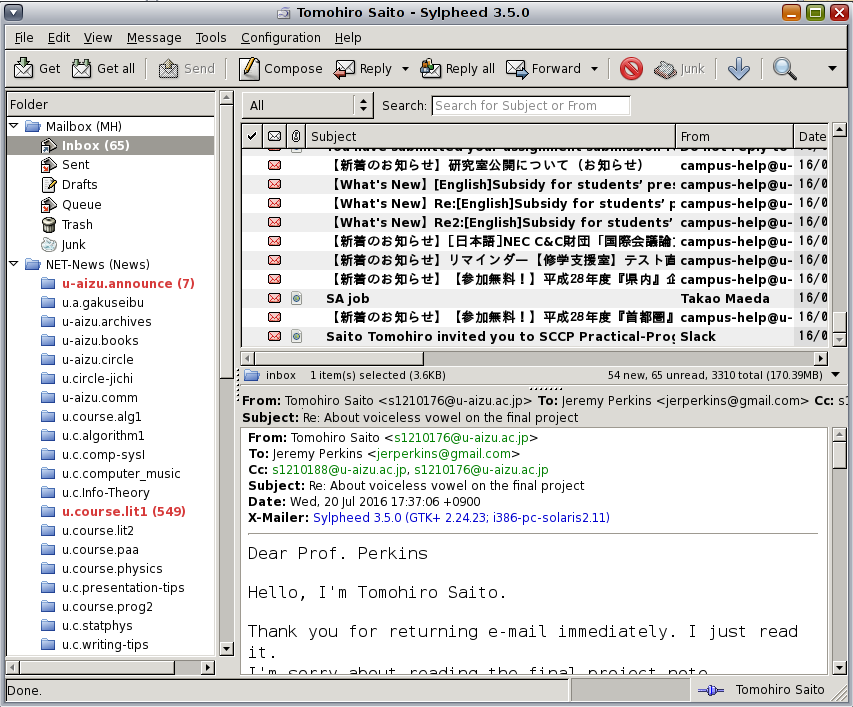 Tomohiro Saito - Sylpheed 3.5.0
File Edit View Message Tools Configuration Help
Get Get all Send Compose Reply Reply all Forward Junk
Folder
Mailbox (MH)
Inbox (65)
Sent
Drafts
Queue
Trash
Junk
NET-News (News)
u-aizu.announce (7)
u.a.gakuseibu
u-aizu.archives
u-aizu.books
u-aizu.circle
u.circle-jichi
u-aizu.comm
u.course.alg1
u.c.algorithm1
u.c.comp-sysI
u.c.computer_music
u.c.Info-Theory
u.course.lit1 (549)
u.course.lit2
u.course.paa
u.course.physics
u.c.presentation-tips
u.course.prog2
u.c.statphys
u.c.writing-tips
All Search: Search for Subject or From
Subject From Date
【新着のお知らせ】研究室公開について（お知らせ） campus-help@u- 16/0
【What's New】[English]Subsidy for students’ pres campus-help@u- 16/0
【What's New】Re:[English]Subsidy for students’ p campus-help@u- 16/0
【What's New】Re2:[English]Subsidy for students’ campus-help@u- 16/0
【新着のお知らせ】[日本語]NEC C&C財団「国際会議論 campus-help@u- 16/0
【新着のお知らせ】リマインダー【修学支援室】テスト直 campus-help@u- 16/0
【新着のお知らせ】【参加無料！】平成28年度『県内』企 campus-help@u- 16/0
SA job Takao Maeda 16/0
【新着のお知らせ】【参加無料！】平成28年度『首都圏』 campus-help@u- 16/0
Saito Tomohiro invited you to SCCP Practical-Prog Slack 16/0
inbox 1 item(s) selected (3.6KB) 54 new, 65 unread, 3310 total (170.39MB)
From: Tomohiro Saito <s1210176@u-aizu.ac.jp> To: Jeremy Perkins <jerperkins@gmail.com> Cc: s1
Subject: Re: About voiceless vowel on the final project
From: Tomohiro Saito <s1210176@u-aizu.ac.jp>
To: Jeremy Perkins <jerperkins@gmail.com>
Cc: s1210188@u-aizu.ac.jp, s1210176@u-aizu.ac.jp
Subject: Re: About voiceless vowel on the final project
Date: Wed, 20 Jul 2016 17:37:06 +0900
X-Mailer: Sylpheed 3.5.0 (GTK+ 2.24.23; i386-pc-solaris2.11)
Dear Prof. Perkins
Hello, I'm Tomohiro Saito.
Thank you for returning e-mail immediately. I just read
it.
I'm sorry about reading the final project note
Done. Tomohiro Saito